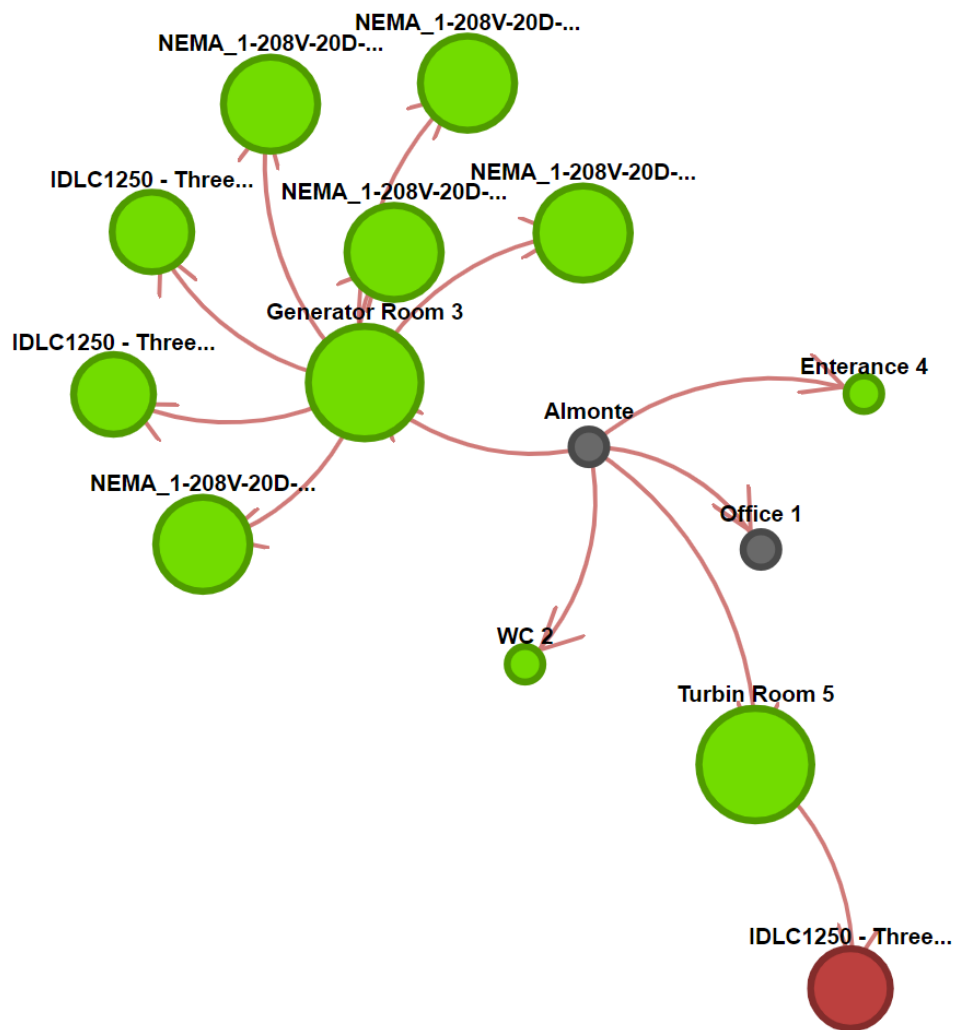 NEMA_1-208V-20D-...
NEMA_1-208V-20D-...
IDLC1250 - Three...
NEMA_1-208V-20D-...
NEMA_1-208V-20D-...
Generator Room 3
IDLC1250 - Three...
Enterance 4
Almonte
NEMA_1-208V-20D-...
Office 1
WC 2
Turbin Room 5
IDLC1250 - Three...